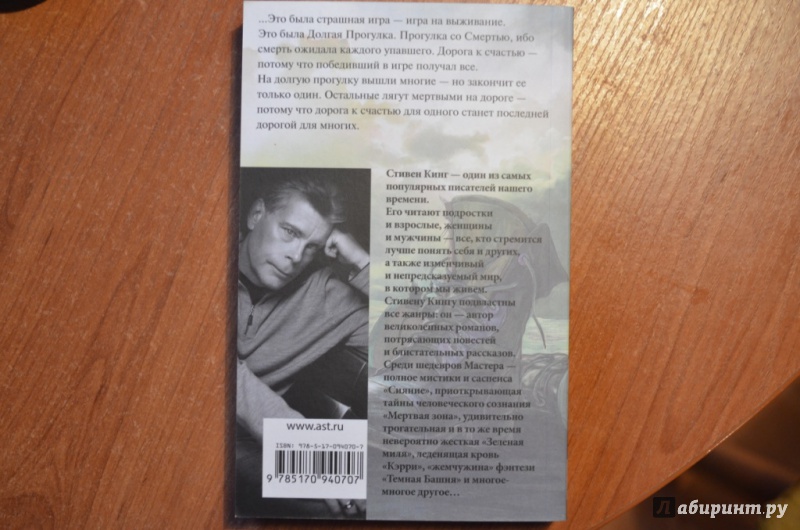 ...Это была страшная игра — игра на выживание.
Это была Долгая Прогулка. Прогулка со Смертью, ибо
смерть ожидала каждого упавшего. Дорога к счастью —
потому что победивший в игре получал все.
На долгую прогулку вышли многие — но закончит ее
только один. Остальные лягут мертвыми на дороге —
потому что дорога к счастью для одного станет последней
дорогой для многих.
Стивен Кинг — один из самых
популярных писателей нашего
времени.
Его читают подростки
и взрослые, женщины
и мужчины — все, кто стремится
лучше понять себя и других,
а также изменчивый
и непредсказуемый мир,
в котором мы живем.
Стивену Кингу подвластны
все жанры: он — автор
великолепных романов,
потрясающих повестей
и блистательных рассказов.
Среди шедевров Мастера —
полное мистики и саспенса
«Сияние», приоткрывающая
тайны человеческого сознания
«Мертвая зона», удивительно
трогательная и в то же время
невероятно жесткая «Зеленая
миля», леденящая кровь
«Кэрри», «жемчужина» фэнтези
«Темная Башня» и многое-
многое другое...
www.ast.ru
ISBN: 978-5-17-094070-7
9 785170 940707
Лабиринт.ру